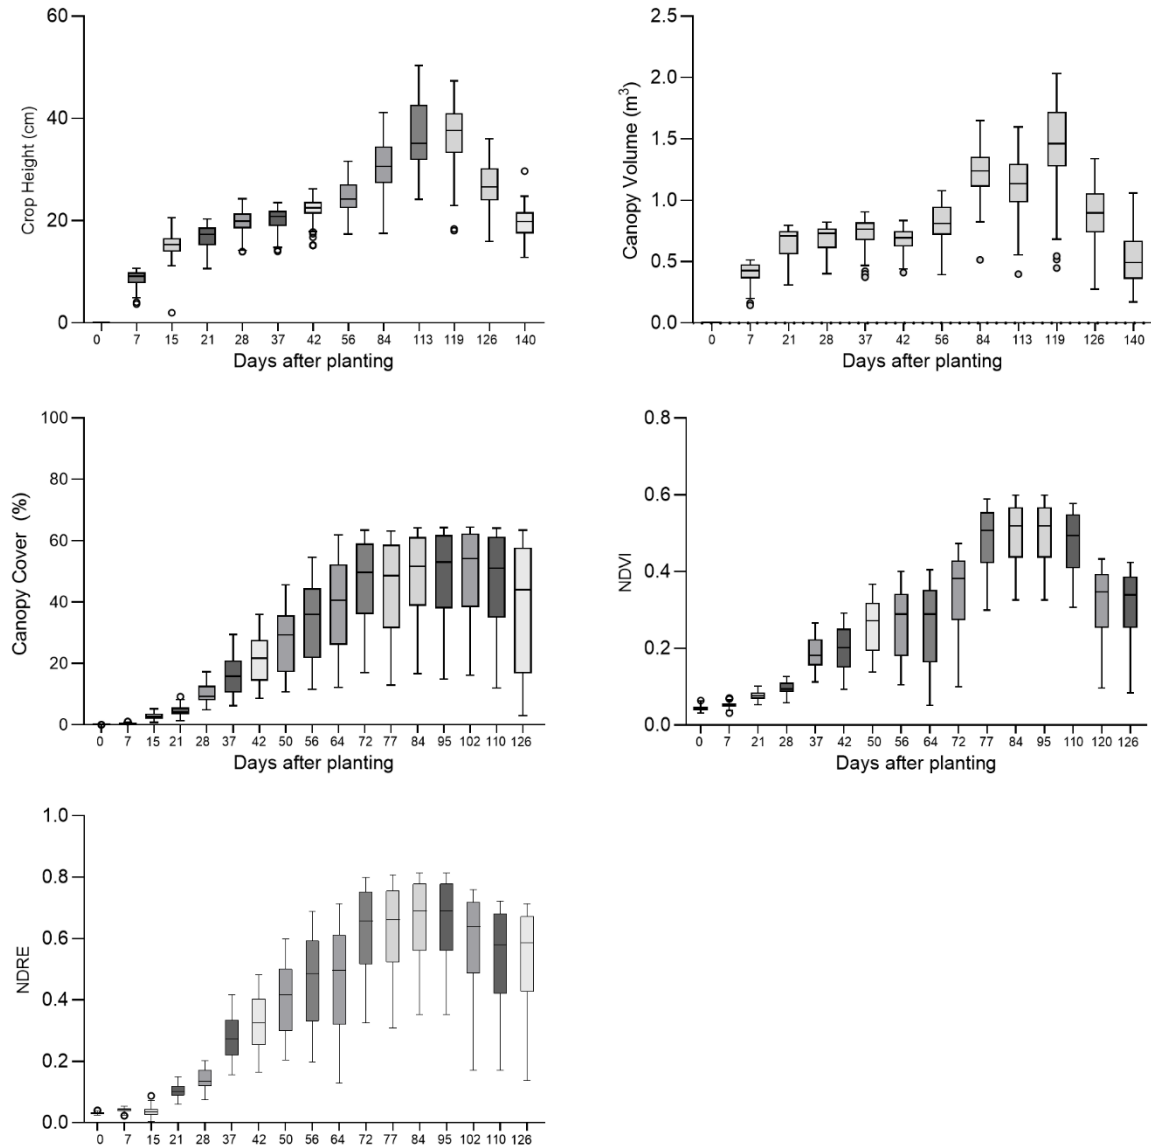 60
40
20
0
Crop Height (cm)
0 7 15 21 28 37 42 56 84 113 119 126 140
Days after planting
2.5
2.0
1.5
1.0
0.5
0.0
Canopy Volume (m³)
0 7 21 28 37 42 56 84 113 119 126 140
Days after planting
100
80
60
40
20
0
Canopy Cover (%)
0 7 15 21 28 37 42 50 56 64 72 77 84 95 102 110 126
Days after planting
0.8
0.6
0.4
0.2
0.0
NDVI
0 7 21 28 37 42 50 56 64 72 77 84 95 110 120 126
Days after planting
1.0
0.8
0.6
0.4
0.2
0.0
NDRE
0 7 15 21 28 37 42 50 56 64 72 77 84 95 102 110 126